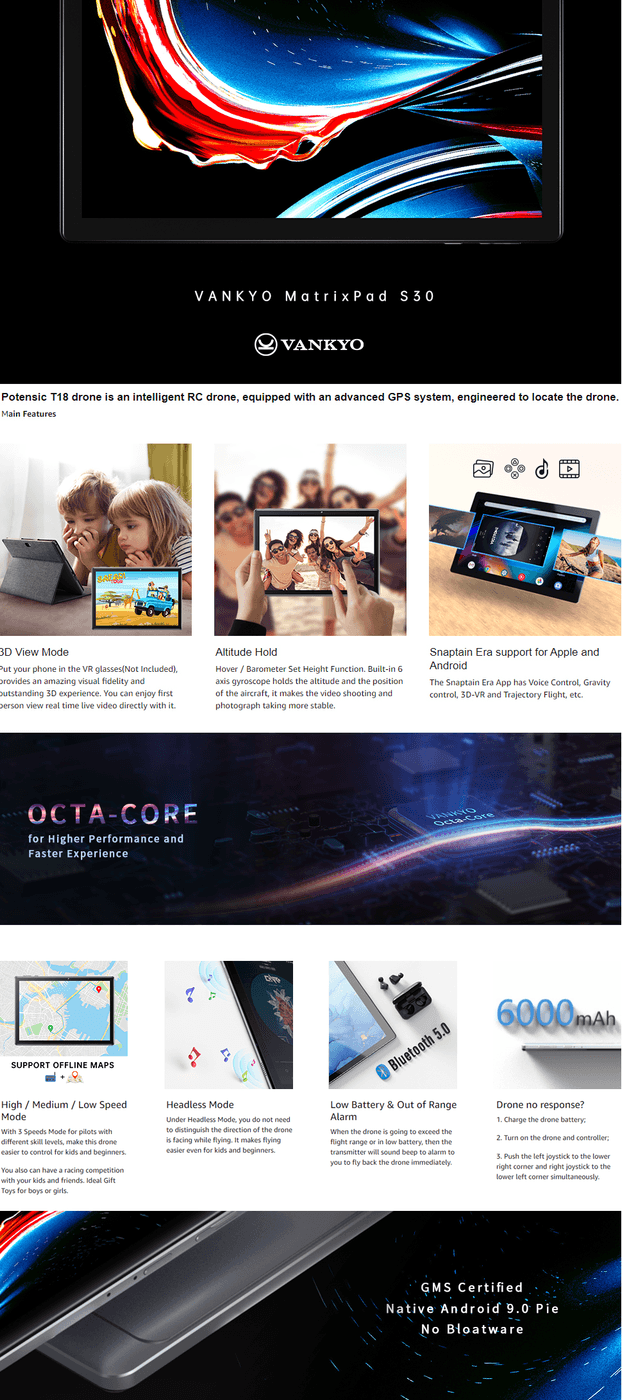 VANKYO MatrixPad S30
VANKYO
Potensic T18 drone is an intelligent RC drone, equipped with an advanced GPS system, engineered to locate the drone.
Main Features
3D View Mode
Put your phone in the VR glasses(Not Included),
provides an amazing visual fidelity and
outstanding 3D experience. You can enjoy first
person view real time live video directly with it.
Altitude Hold
Hover / Barometer Set Height Function. Built-in 6
axis gyroscope holds the altitude and the position
of the aircraft, it makes the video shooting and
photograph taking more stable.
Snaptain Era support for Apple and
Android
The Snaptain Era App has Voice Control, Gravity
control, 3D-VR and Trajectory Flight, etc.
OCTA-CORE
for Higher Performance and
Faster Experience
VANKYO
Octa-Core
SUPPORT OFFLINE MAPS
+
High / Medium / Low Speed
Mode
With 3 Speeds Mode for pilots with
different skill levels, make this drone
easier to control for kids and beginners.
You also can have a racing competition
with your kids and friends. Ideal Gift
Toys for boys or girls.
Headless Mode
Under Headless Mode, you do not need
to distinguish the direction of the drone
is facing while flying. It makes flying
easier even for kids and beginners.
Bluetooth 5.0
Low Battery & Out of Range
Alarm
When the drone is going to exceed the
flight range or in low battery, then the
transmitter will sound beep to alarm to
you to fly back the drone immediately.
6000mAh
Drone no response?
1. Charge the drone battery;
2. Turn on the drone and controller;
3. Push the left joystick to the lower
right corner and right joystick to the
lower left corner simultaneously.
GMS Certified
Native Android 9.0 Pie
No Bloatware